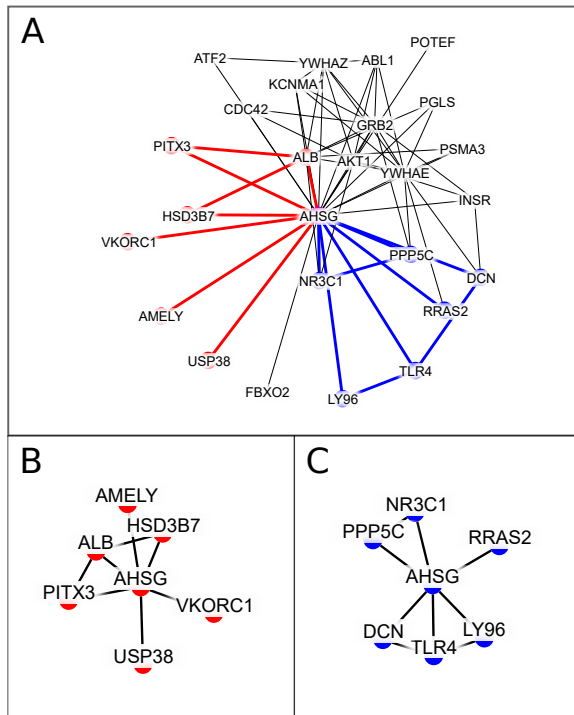 A
POTEF
ATF2
YWHAZ
ABL1
KCNMA1
CDC42
PGLS
GRB2
PITX3
ALB
AKT1
PSMA3
YWHAE
HSD3B7
AHSG
INSR
VKORC1
PPP5C
NR3C1
DCN
AMELY
RRAS2
USP38
TLR4
FBXO2
LY96
B
AMELY
HSD3B7
ALB
AHSG
PITX3
VKORC1
USP38
C
NR3C1
PPP5C
RRAS2
AHSG
DCN
LY96
TLR4